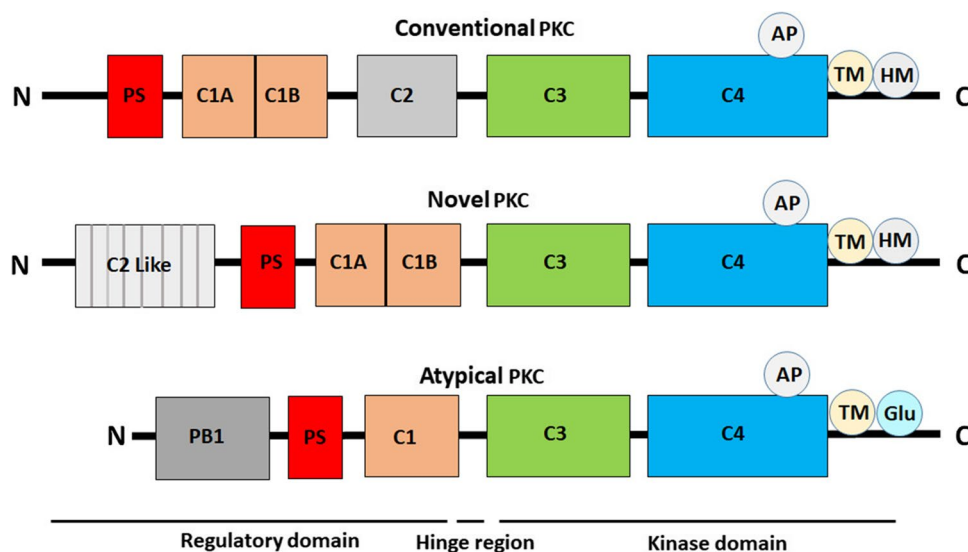 Conventional PKC
AP
N PS C1A C1B C2 C3 C4 TM HM C
Novel PKC
AP
N C2 Like PS C1A C1B C3 C4 TM HM C
Atypical PKC
AP
N PB1 PS C1 C3 C4 TM Glu C
Regulatory domain Hinge region Kinase domain